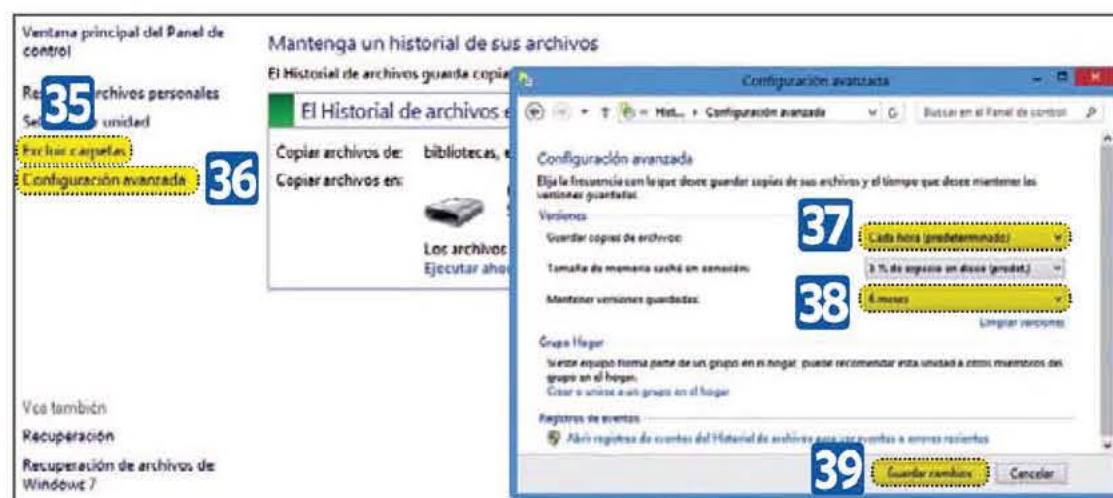 Ventana principal del Panel de
control
35
archivos personales
unidad
Excluir carpetas
Configuración avanzada 36
Vea también
Recuperación
Recuperación de archivos de
Windows 7
Mantenga un historial de sus archivos
El Historial de archivos guarda copia
El Historial de archivos e
Copiar archivos de: bibliotecas, e
Copiar archivos en:
Los archivos
Ejecutar aho
Configuración avanzada
Hist... Configuración avanzada Buscar en el Panel de control
Configuración avanzada
Elija la frecuencia con la que desee guardar copias de sus archivos y el tiempo que desee mantener las
versiones guardadas.
Versiones
Guardar copias de archivos: 37 Cada hora (predeterminado)
Tamaño de memoria caché sin conexión: 5 % de espacio en disco (predet.)
Mantener versiones guardadas: 38 6 meses
Limpiar versiones
Grupo Hogar
Si este equipo forma parte de un grupo en el hogar, puede recomendar esta unidad a otros miembros del
grupo en el hogar.
Crear o unirse a un grupo en el hogar
Registros de eventos
Abrir registros de eventos del Historial de archivos para ver eventos o errores recientes
39 Guardar cambios Cancelar